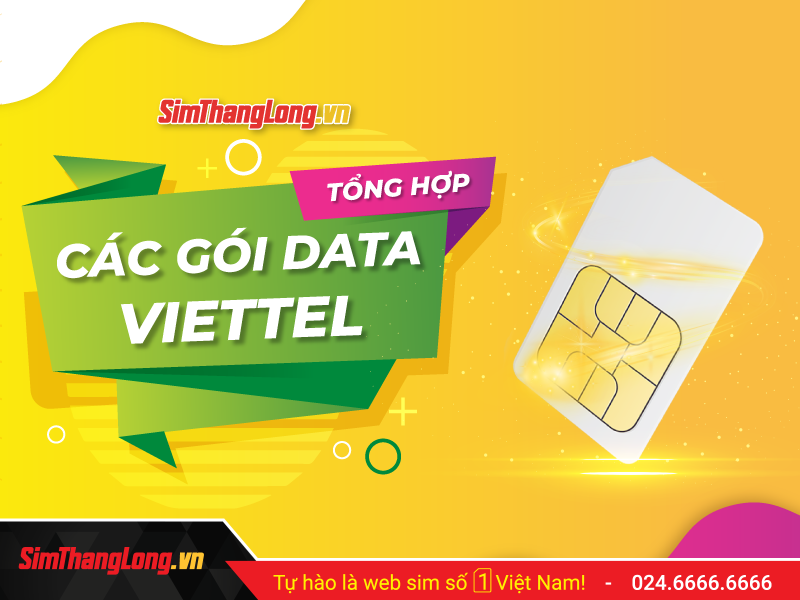 SimThangLong.vn
TỔNG HỢP
CÁC GÓI DATA
VIETTEL
SimThangLong.vn
Tự hào là web sim số 1 Việt Nam! - 024.6666.6666